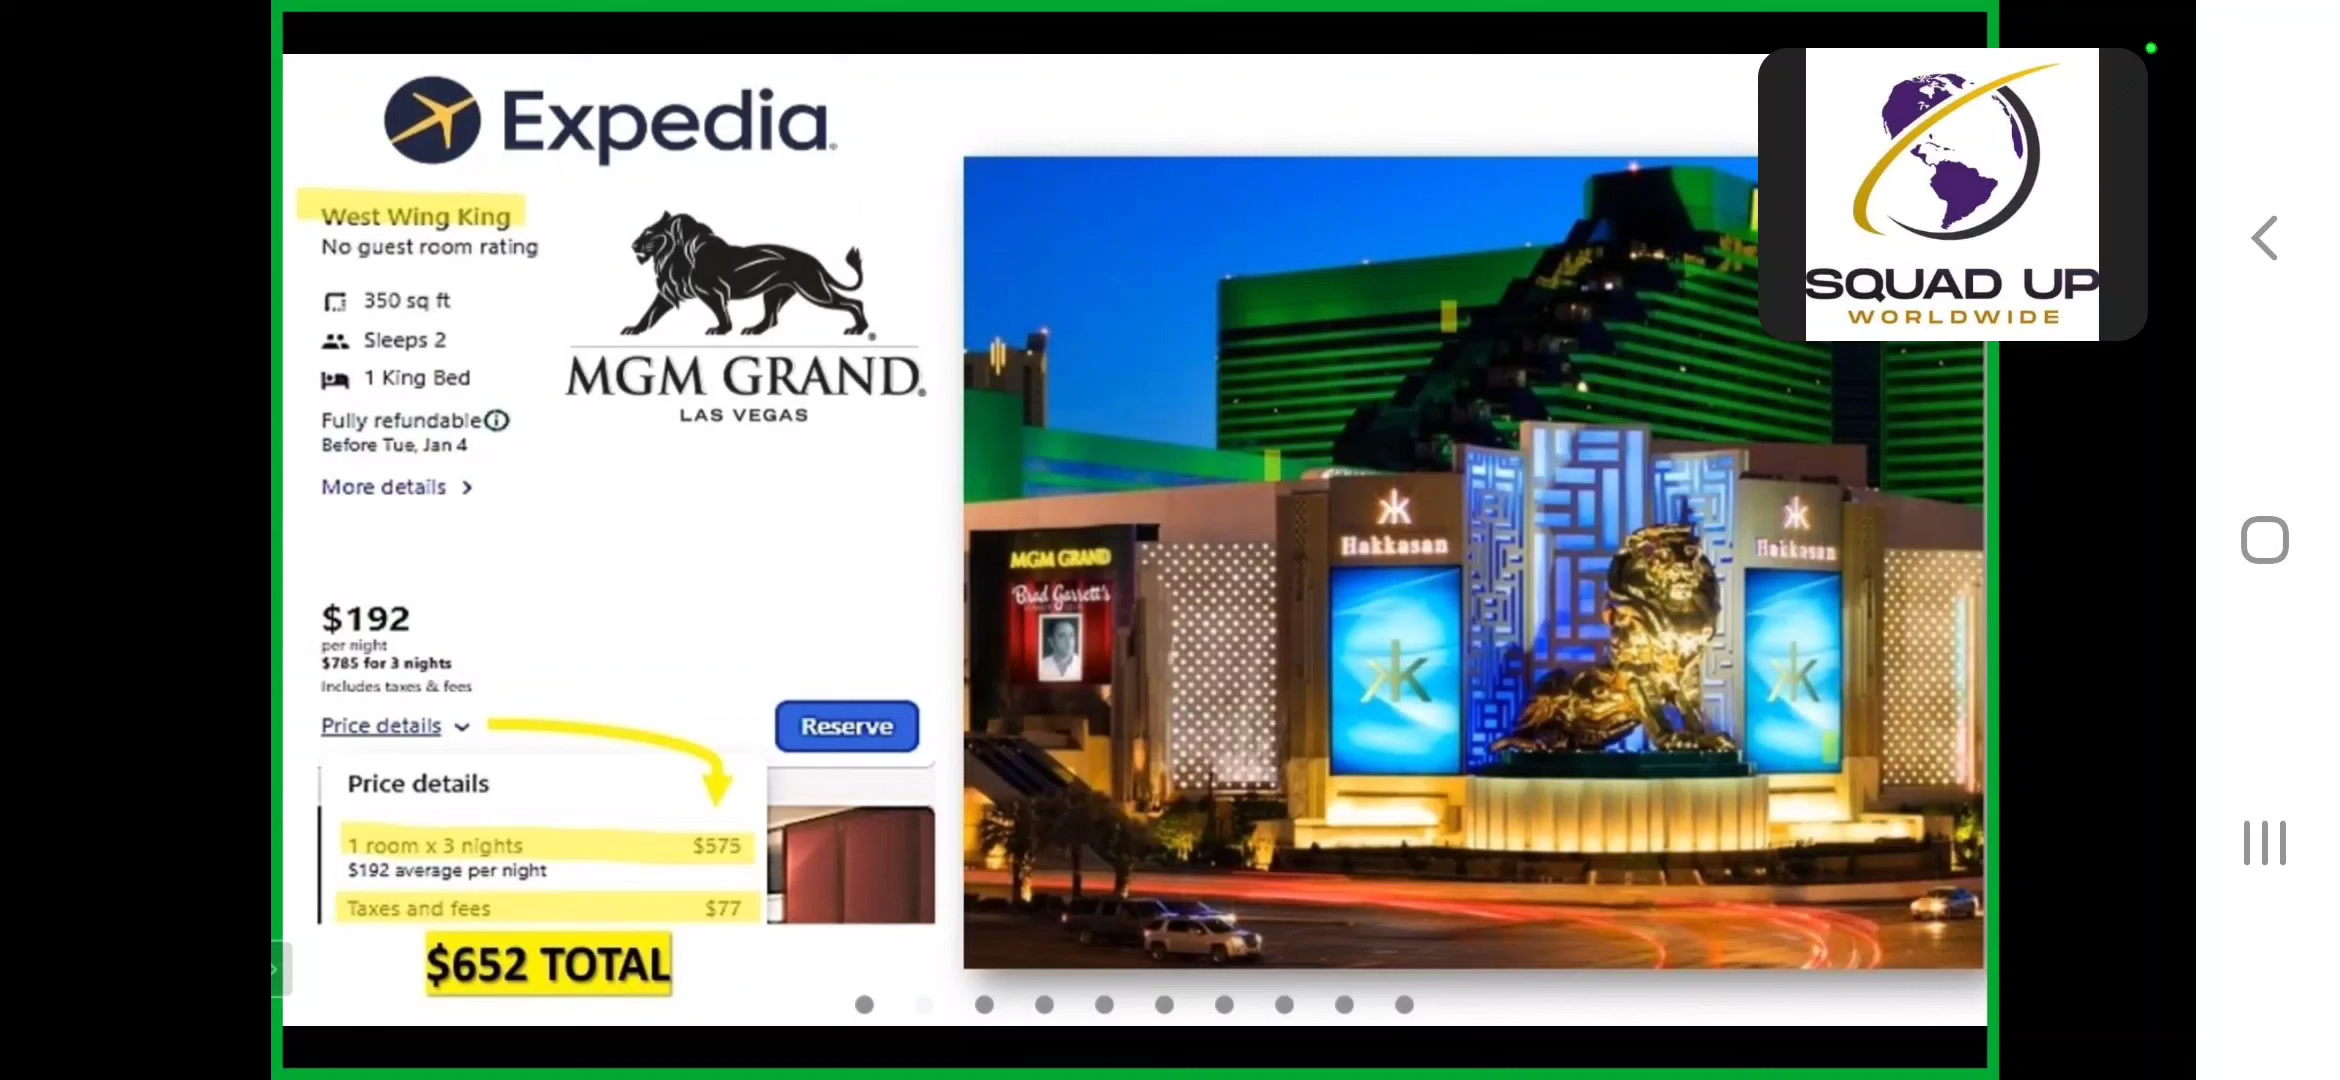 Expedia
West Wing King
No guest room rating
350 sq ft
Sleeps 2
1 King Bed
Fully refundable
Before Tue, Jan 4
More details
MGM GRAND
LAS VEGAS
$192
per night
$785 for 3 nights
Includes taxes & fees
Price details
Reserve
Price details
1 room x 3 nights $575
$192 average per night
Taxes and fees $77
$652 TOTAL
SQUAD UP
WORLDWIDE
MGM GRAND
Brad Garrett's
Hakkasan
Hakkasan